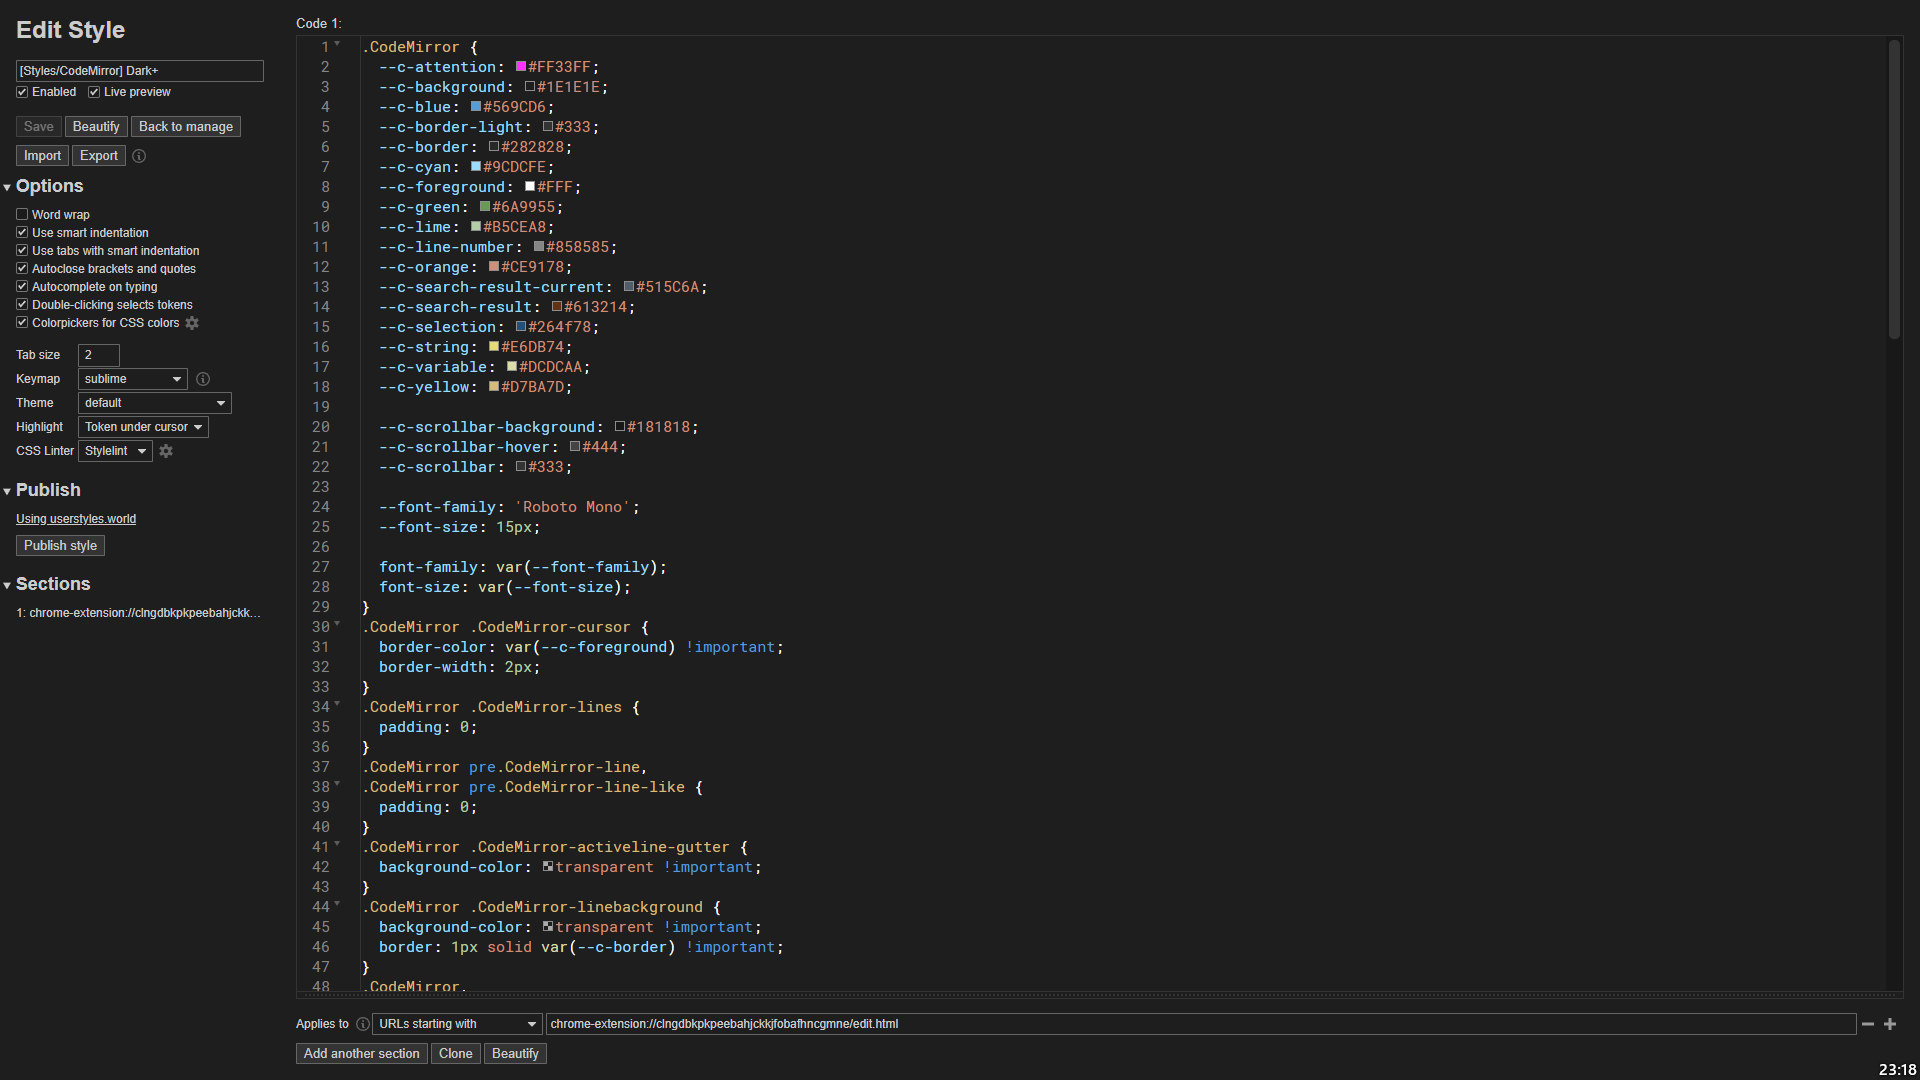 Edit Style
[Styles/CodeMirror] Dark+
Enabled Live preview
Save Beautify Back to manage
Import Export
Options
Word wrap
Use smart indentation
Use tabs with smart indentation
Autoclose brackets and quotes
Autocomplete on typing
Double-clicking selects tokens
Colorpickers for CSS colors
Tab size 2
Keymap sublime
Theme default
Highlight Token under cursor
CSS Linter Stylelint
Publish
Using userstyles.world
Publish style
Sections
1: chrome-extension://clngdbkpkpeebahjckk...
Code 1:
1 .CodeMirror {
2 --c-attention: #FF33FF;
3 --c-background: #1E1E1E;
4 --c-blue: #569CD6;
5 --c-border-light: #333;
6 --c-border: #282828;
7 --c-cyan: #9CDCFE;
8 --c-foreground: #FFF;
9 --c-green: #6A9955;
10 --c-lime: #B5CEA8;
11 --c-line-number: #858585;
12 --c-orange: #CE9178;
13 --c-search-result-current: #515C6A;
14 --c-search-result: #613214;
15 --c-selection: #264f78;
16 --c-string: #E6DB74;
17 --c-variable: #DCDCAA;
18 --c-yellow: #D7BA7D;
19
20 --c-scrollbar-background: #181818;
21 --c-scrollbar-hover: #444;
22 --c-scrollbar: #333;
23
24 --font-family: 'Roboto Mono';
25 --font-size: 15px;
26
27 font-family: var(--font-family);
28 font-size: var(--font-size);
29 }
30 .CodeMirror .CodeMirror-cursor {
31 border-color: var(--c-foreground) !important;
32 border-width: 2px;
33 }
34 .CodeMirror .CodeMirror-lines {
35 padding: 0;
36 }
37 .CodeMirror pre.CodeMirror-line,
38 .CodeMirror pre.CodeMirror-line-like {
39 padding: 0;
40 }
41 .CodeMirror .CodeMirror-activeline-gutter {
42 background-color: transparent !important;
43 }
44 .CodeMirror .CodeMirror-linebackground {
45 background-color: transparent !important;
46 border: 1px solid var(--c-border) !important;
47 }
48 .CodeMirror,
Applies to URLs starting with chrome-extension://clngdbkpkpeebahjckkjfobafhncgmne/edit.html
Add another section Clone Beautify
23:18